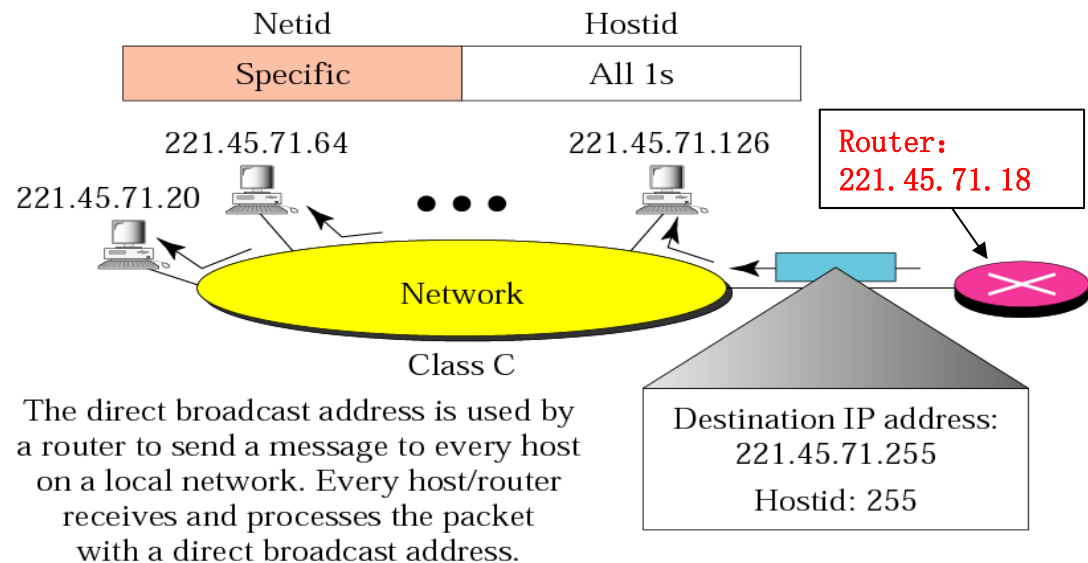 Netid
Hostid
Specific
All 1s
221.45.71.64
221.45.71.126
Router:
221.45.71.18
221.45.71.20
Network
Class C
The direct broadcast address is used by
a router to send a message to every host
on a local network. Every host/router
receives and processes the packet
with a direct broadcast address.
Destination IP address:
221.45.71.255
Hostid: 255